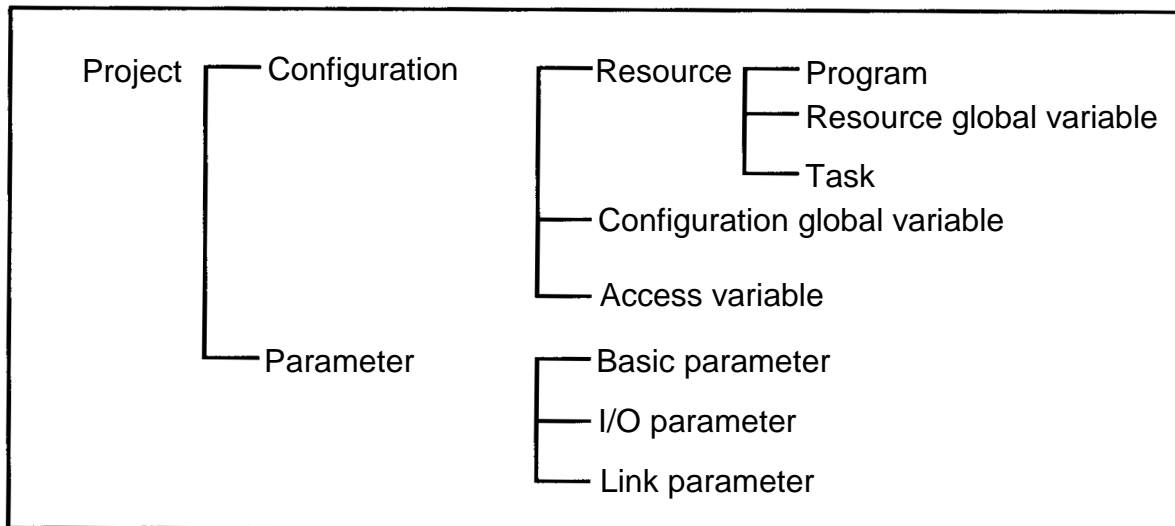 Project Configuration Resource Program
Resource global variable
Task
Configuration global variable
Access variable
Parameter Basic parameter
I/O parameter
Link parameter